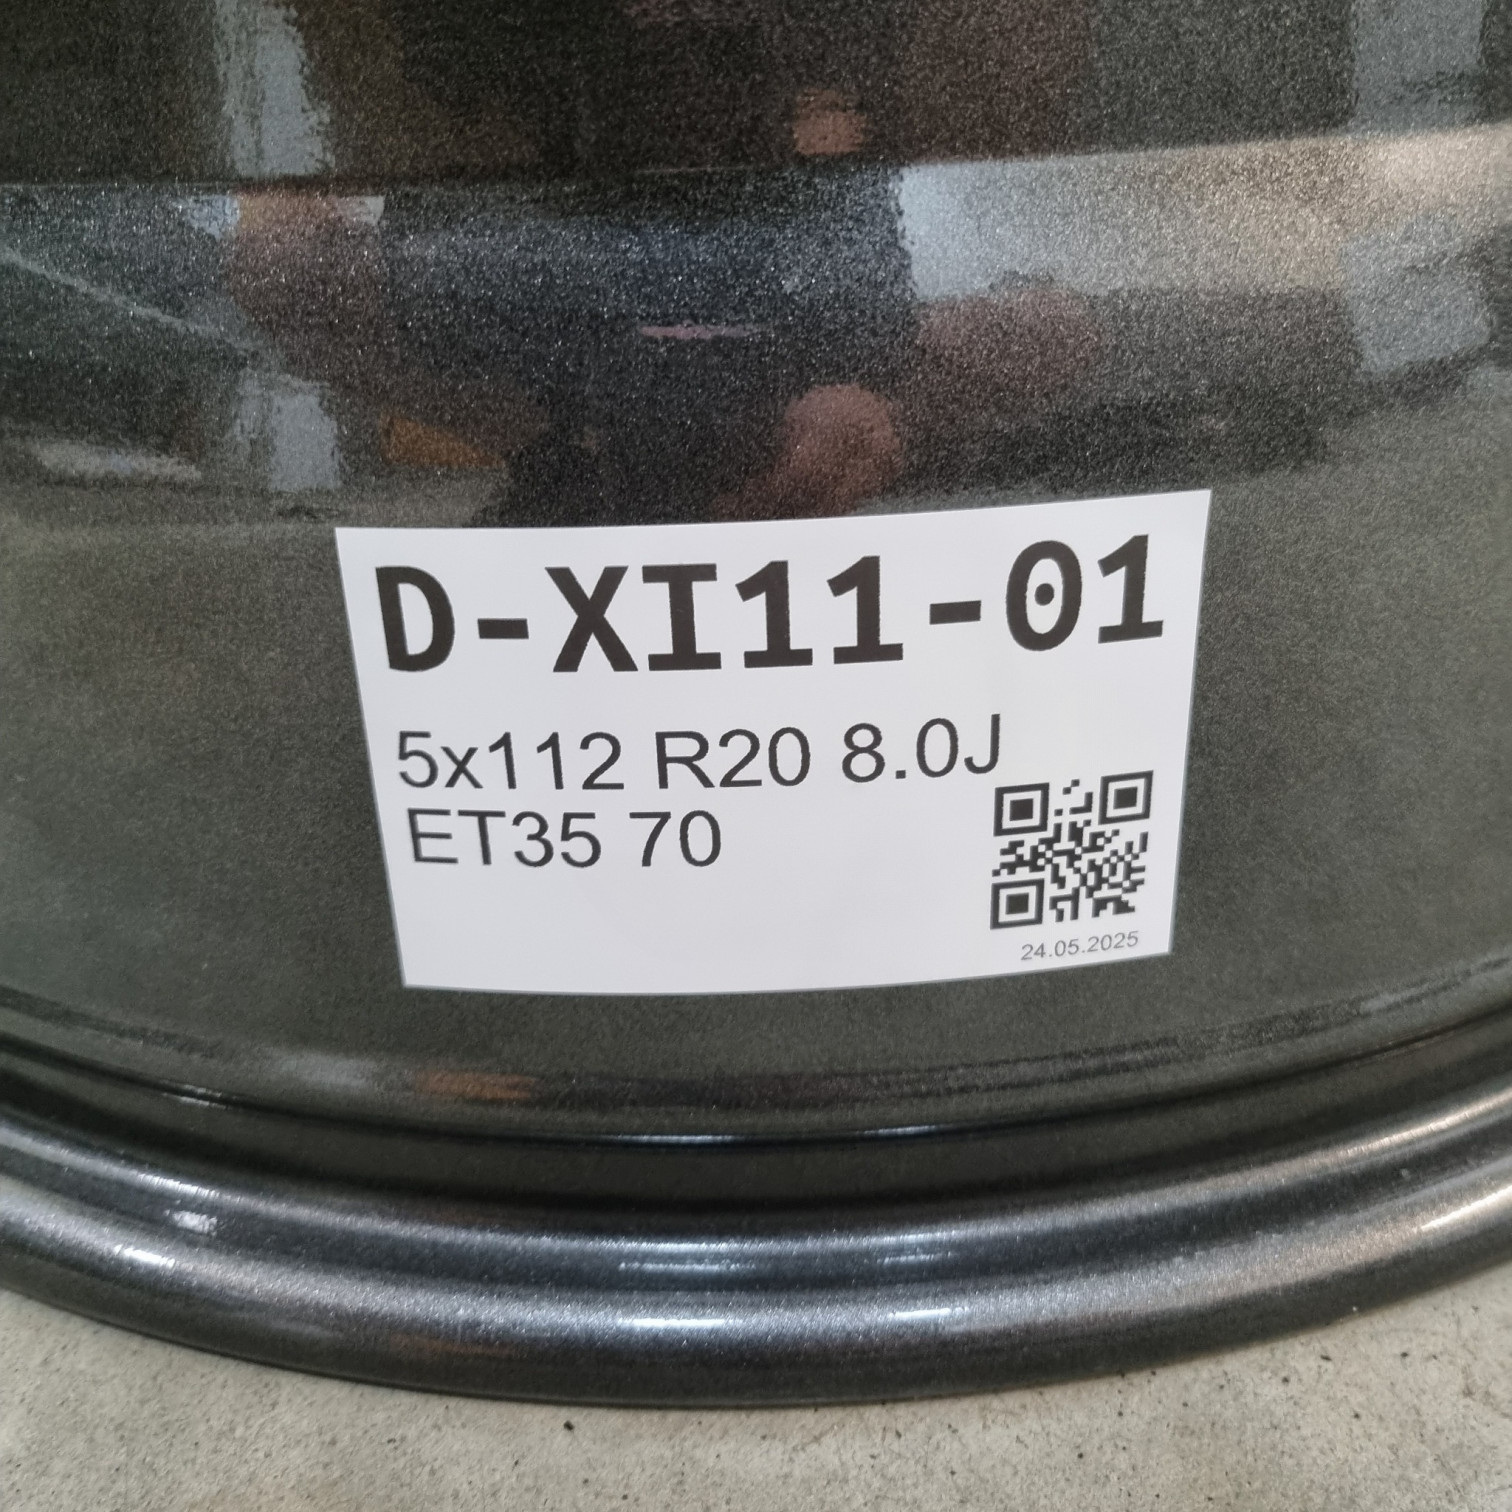 D-XI11-01
5x112 R20 8.0J
ET35 70
24.05.2025